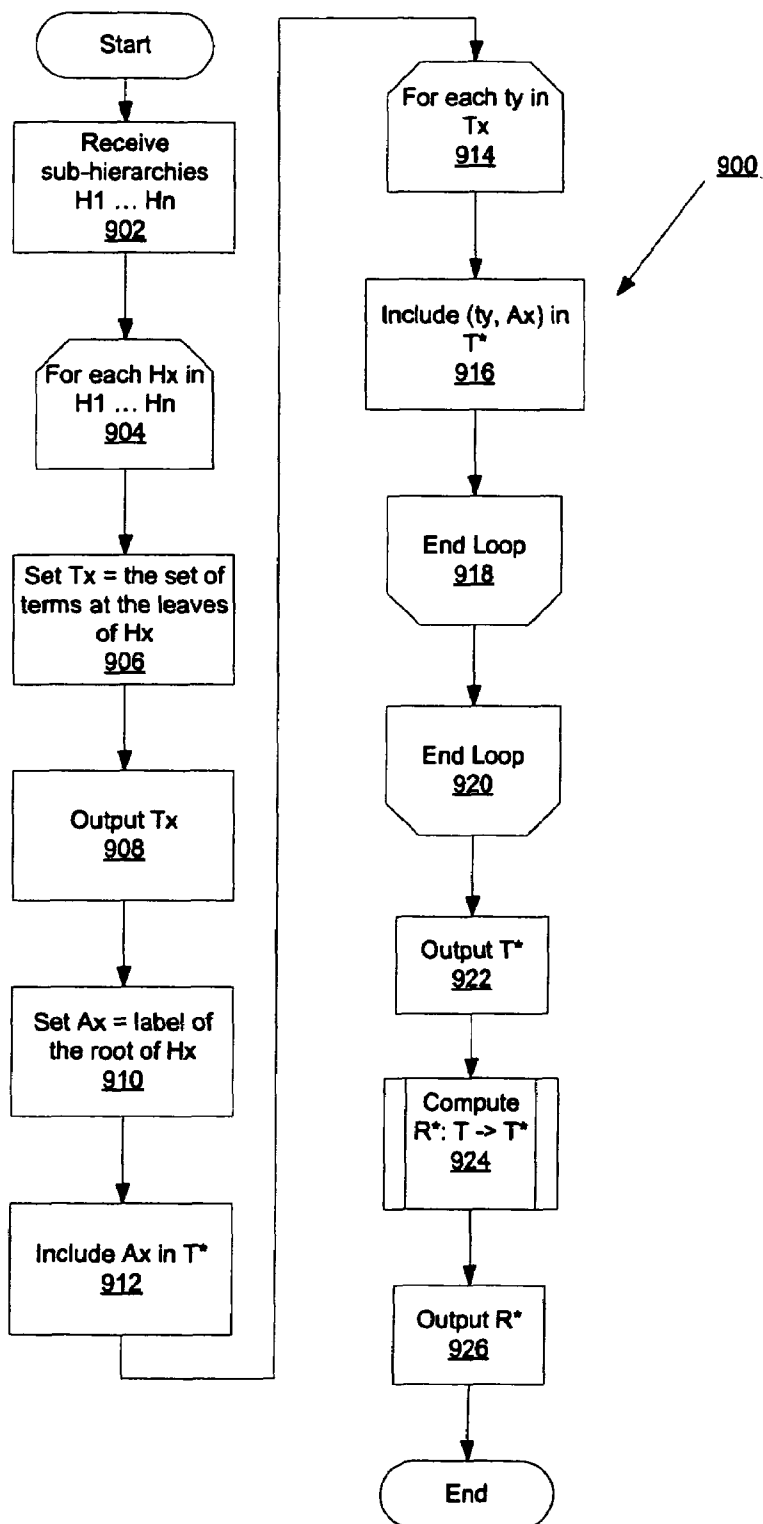 Start
Receive
sub-hierarchies
H1 ... Hn
902
For each Hx in
H1 ... Hn
904
Set Tx = the set of
terms at the leaves
of Hx
906
Output Tx
908
Set Ax = label of
the root of Hx
910
Include Ax in T*
912
For each ty in
Tx
914
900
Include (ty, Ax) in
T*
916
End Loop
918
End Loop
920
Output T*
922
Compute
R*: T -> T*
924
Output R*
926
End